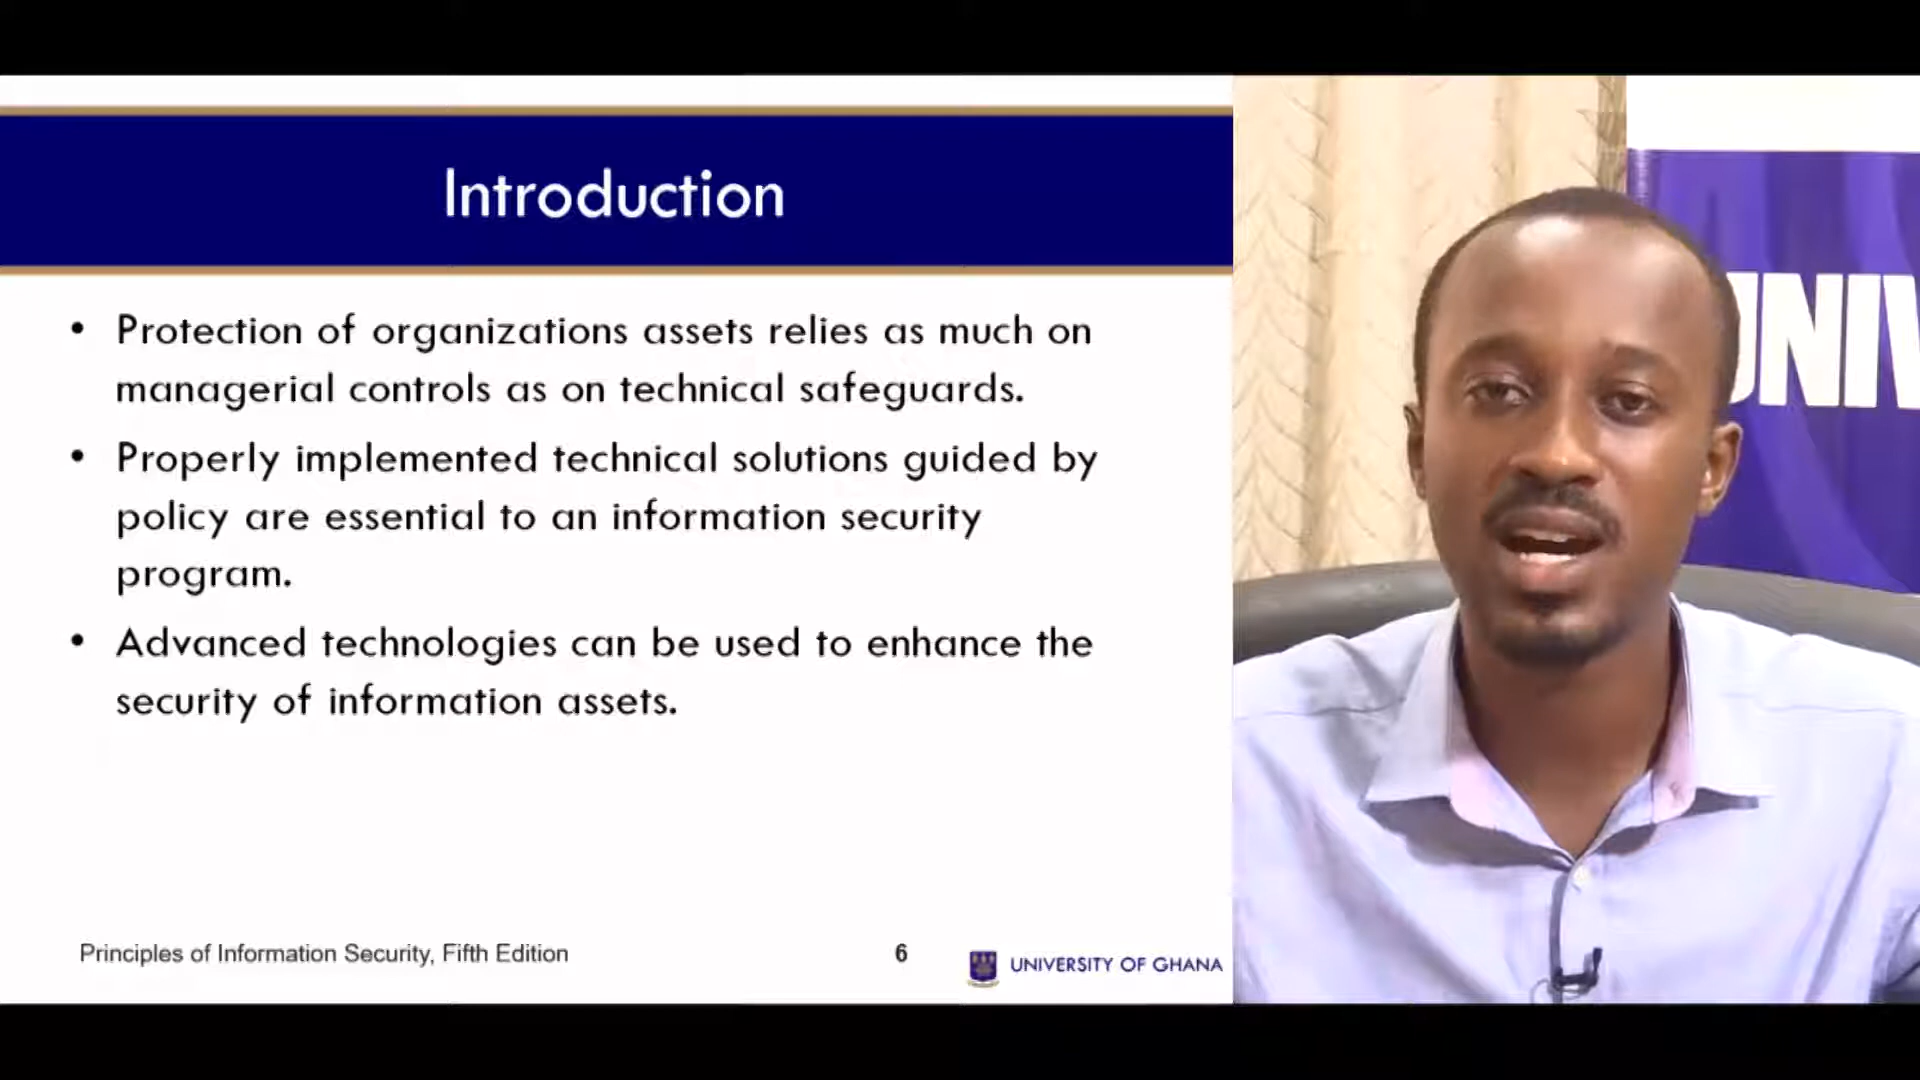 Introduction
• Protection of organizations assets relies as much on
managerial controls as on technical safeguards.
• Properly implemented technical solutions guided by
policy are essential to an information security
program.
• Advanced technologies can be used to enhance the
security of information assets.
Principles of Information Security, Fifth Edition
6
UNIVERSITY OF GHANA
UNIV